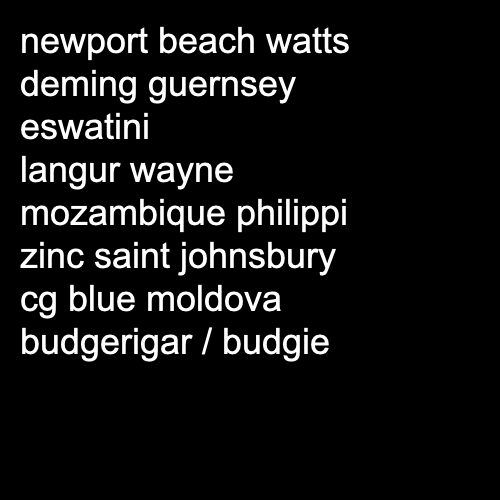 newport beach watts
deming guernsey
eswatini
langur wayne
mozambique philippi
zinc saint johnsbury
cg blue moldova
budgerigar / budgie